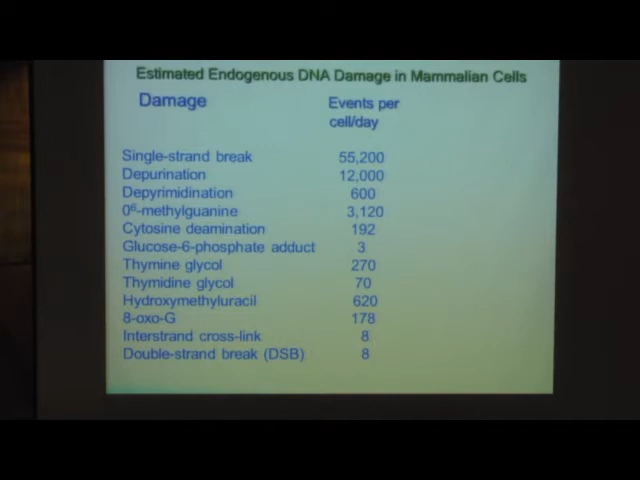 Estimated Endogenous DNA Damage in Mammalian Cells
Damage Events per cell/day
Single-strand break 55,200
Depurination 12,000
Depyrimidination 600
0⁶-methylguanine 3,120
Cytosine deamination 192
Glucose-6-phosphate adduct 3
Thymine glycol 270
Thymidine glycol 70
Hydroxymethyluracil 620
8-oxo-G 178
Interstrand cross-link 8
Double-strand break (DSB) 8